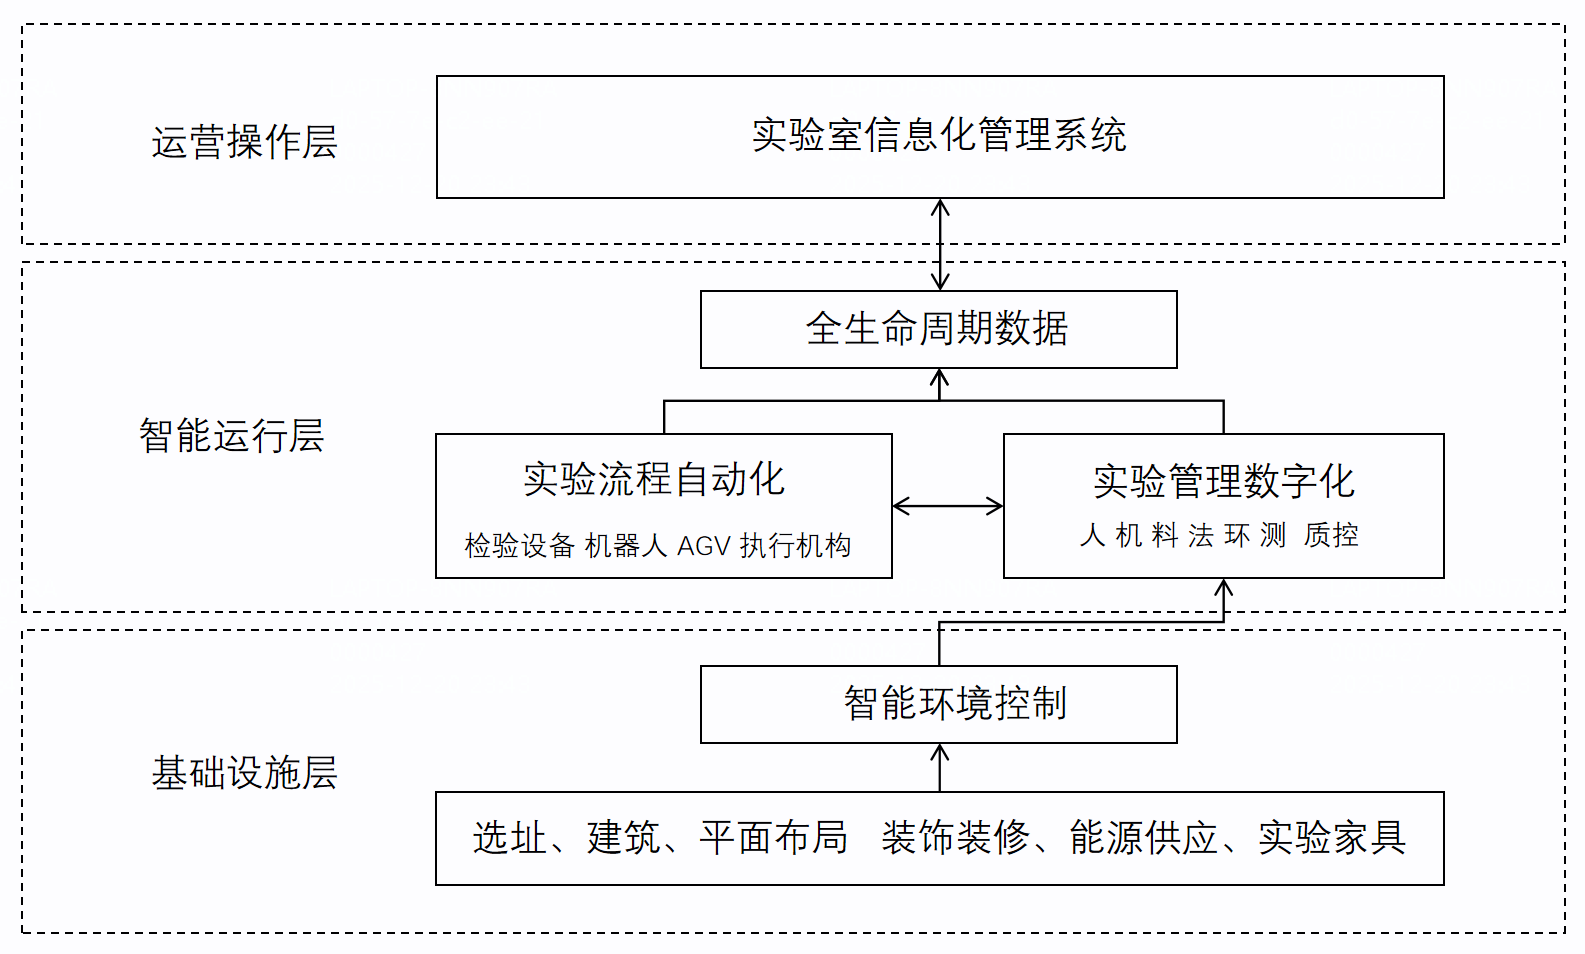 运营操作层
实验室信息化管理系统
全生命周期数据
智能运行层
实验流程自动化
检验设备 机器人 AGV 执行机构
实验管理数字化
人 机 料 法 环 测 质控
智能环境控制
基础设施层
选址、建筑、平面布局 装饰装修、能源供应、实验家具